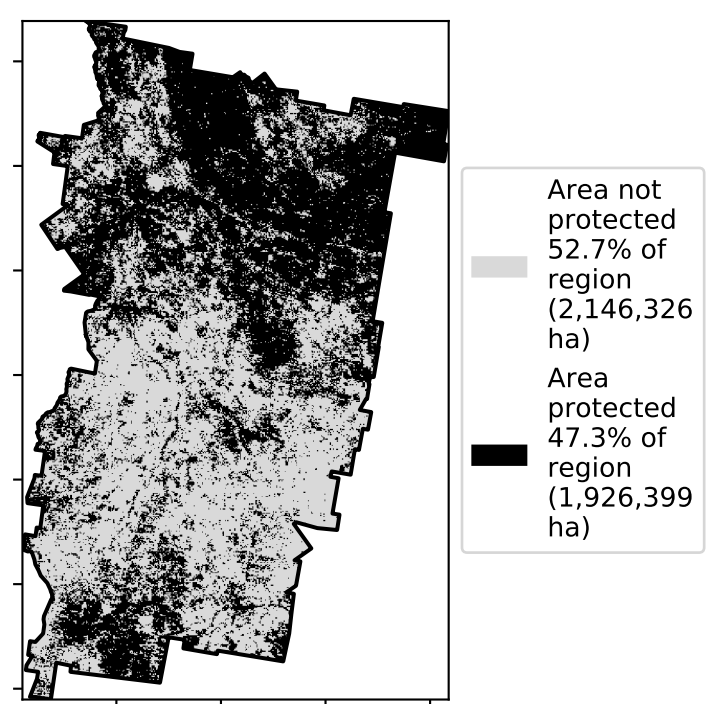 Area not
protected
52.7% of
region
(2,146,326
ha)
Area
protected
47.3% of
region
(1,926,399
ha)